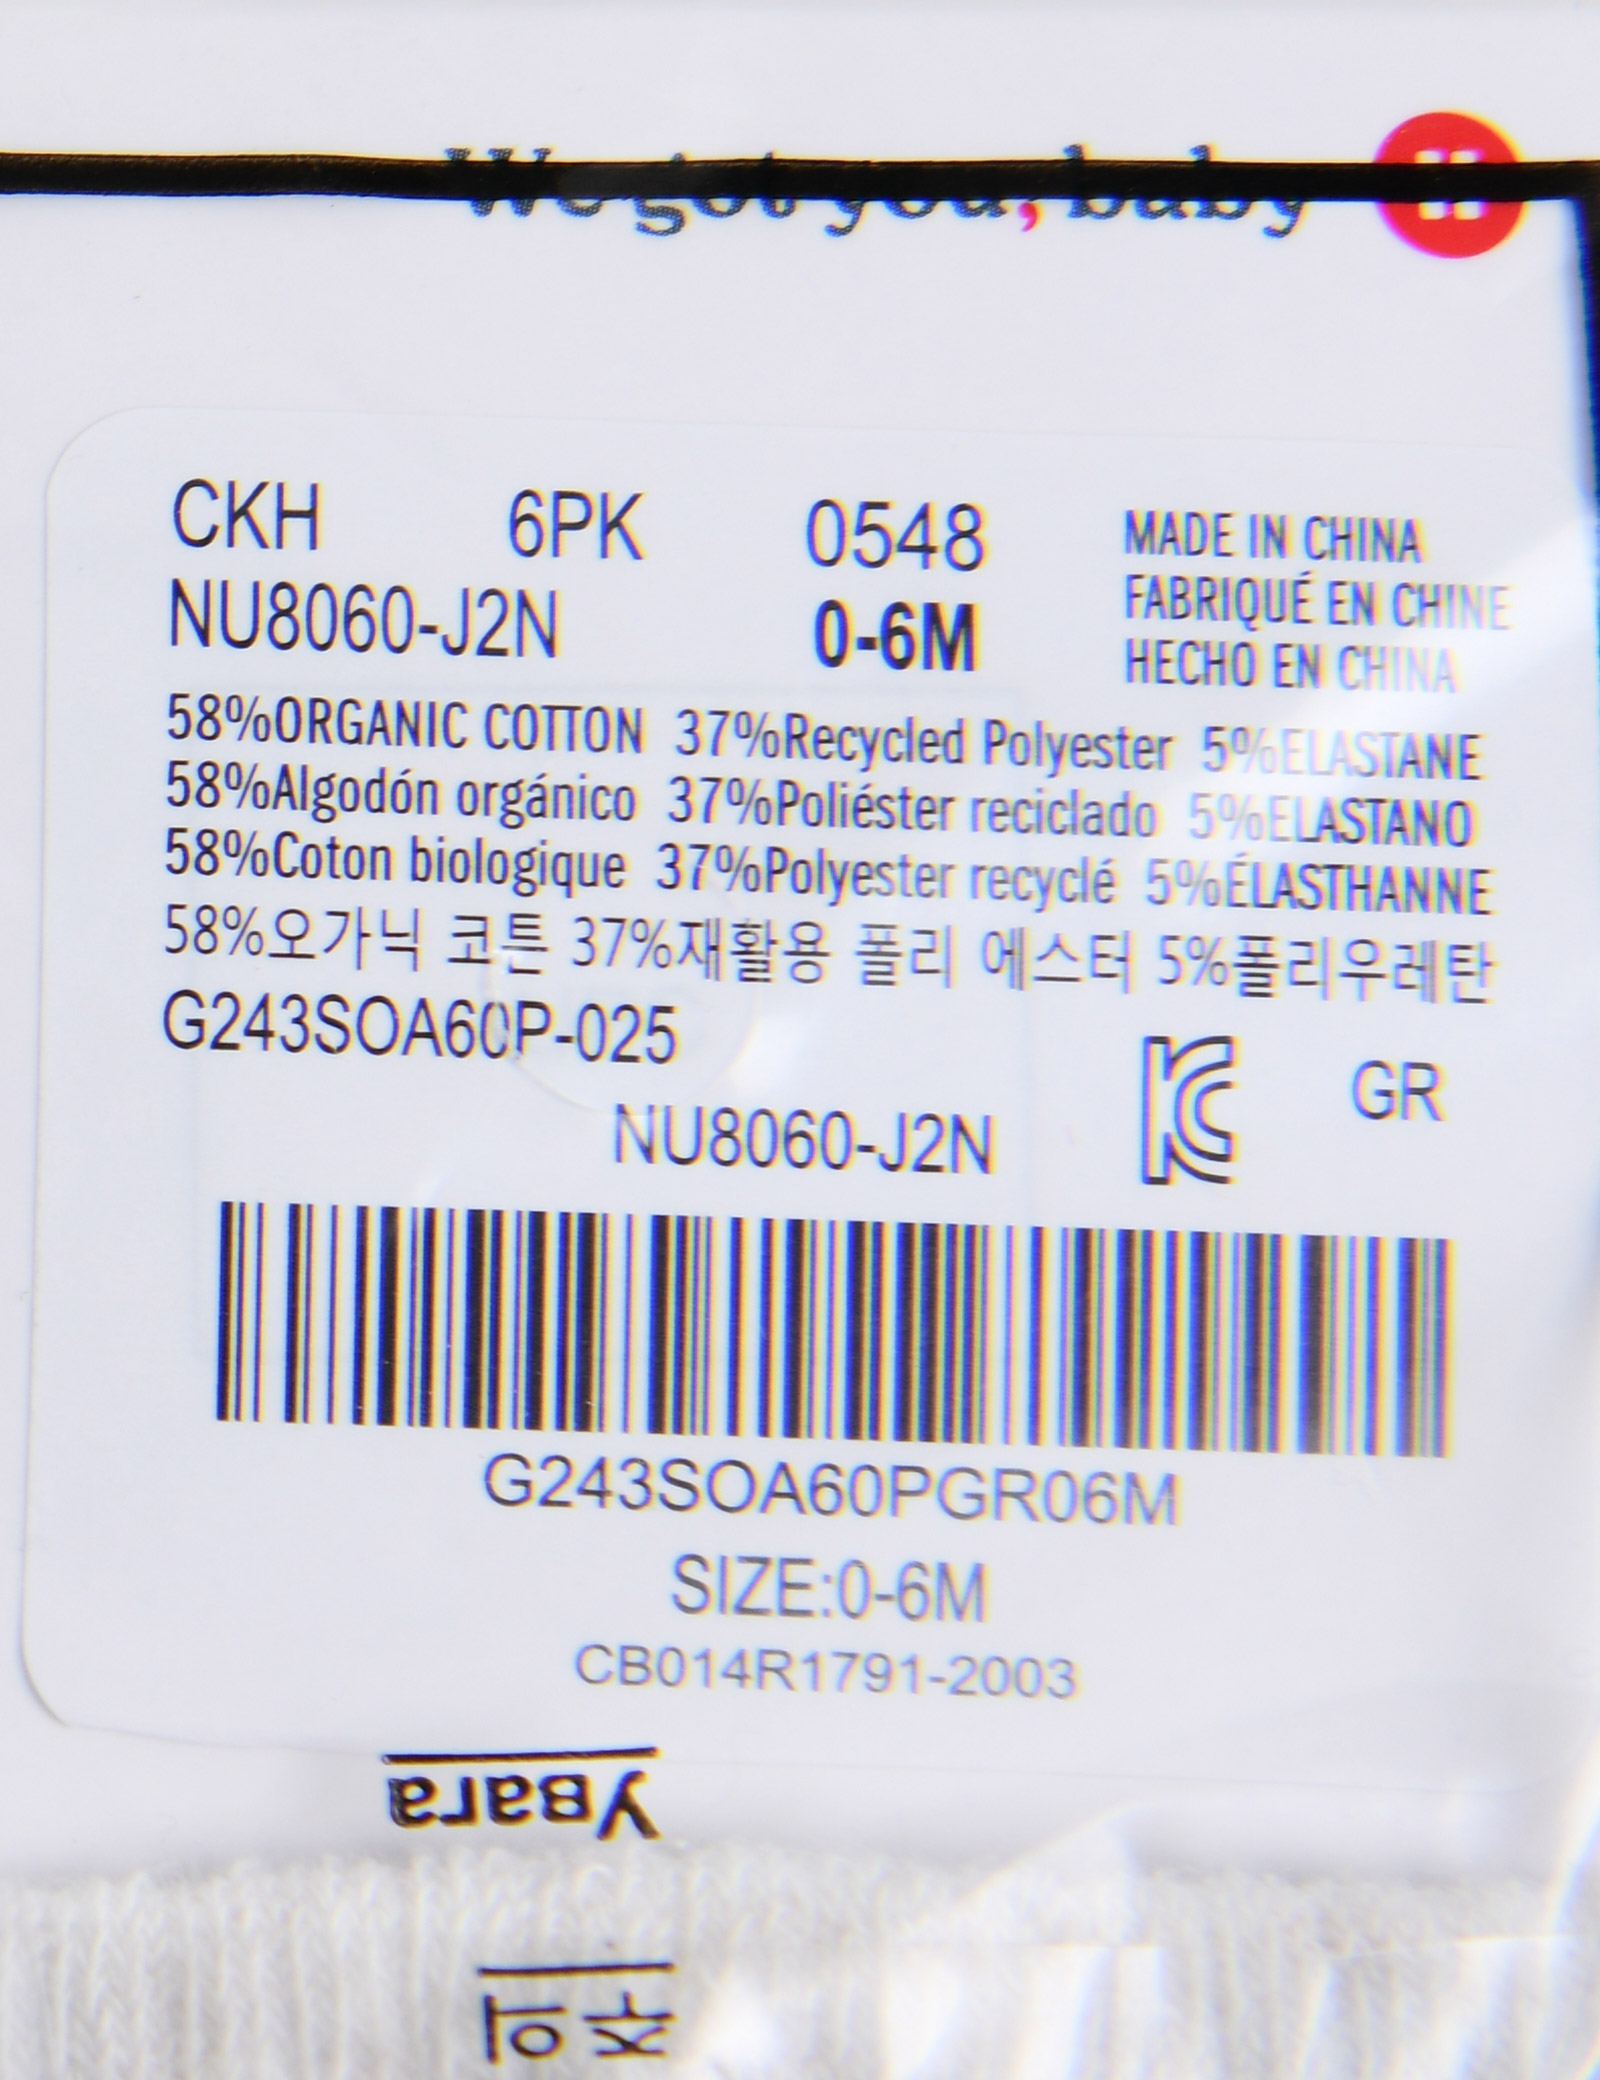 We got you, baby
CKH 6PK 0548
NU8060-J2N 0-6M
MADE IN CHINA
FABRIQUÉ EN CHINE
HECHO EN CHINA
58%ORGANIC COTTON 37%Recycled Polyester 5%ELASTANE
58%Algodón orgánico 37%Poliéster reciclado 5%ELASTANO
58%Coton biologique 37%Polyester recyclé 5%ÉLASTHANNE
58%오가닉 코튼 37%재활용 폴리 에스터 5%폴리우레탄
G243SOA60P-025
GR
NU8060-J2N
G243SOA60PGR06M
SIZE:0-6M
CB014R1791-2003
주의